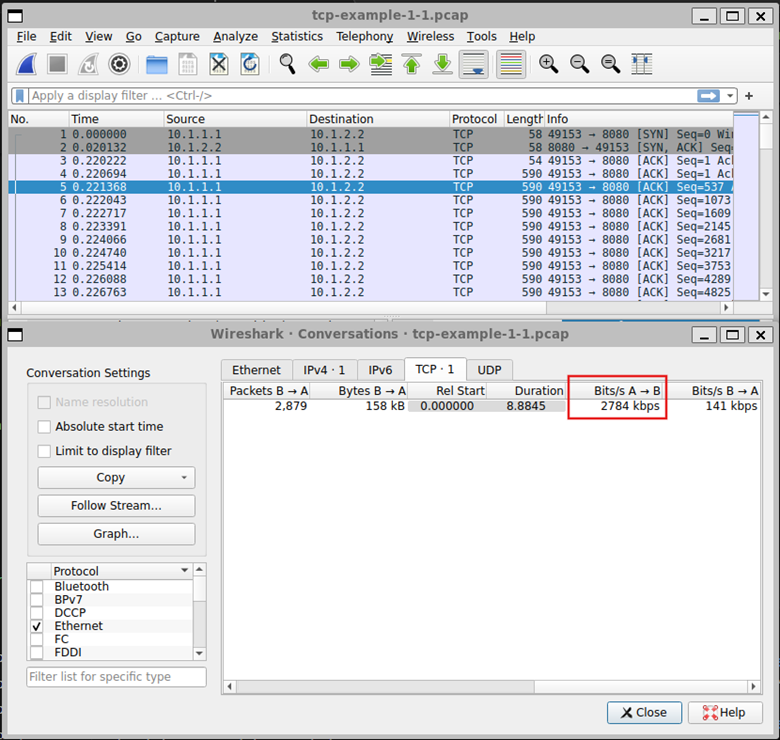 tcp-example-1-1.pcap
File Edit View Go Capture Analyze Statistics Telephony Wireless Tools Help
Apply a display filter ... <Ctrl-/>
No. Time Source Destination Protocol Length Info
1 0.000000 10.1.1.1 10.1.2.2 TCP 58 49153 → 8080 [SYN] Seq=0 Win
2 0.020132 10.1.2.2 10.1.1.1 TCP 58 8080 → 49153 [SYN, ACK] Seq=
3 0.220222 10.1.1.1 10.1.2.2 TCP 54 49153 → 8080 [ACK] Seq=1 Ack
4 0.220694 10.1.1.1 10.1.2.2 TCP 590 49153 → 8080 [ACK] Seq=1 Ack
5 0.221368 10.1.1.1 10.1.2.2 TCP 590 49153 → 8080 [ACK] Seq=537 A
6 0.222043 10.1.1.1 10.1.2.2 TCP 590 49153 → 8080 [ACK] Seq=1073
7 0.222717 10.1.1.1 10.1.2.2 TCP 590 49153 → 8080 [ACK] Seq=1609
8 0.223391 10.1.1.1 10.1.2.2 TCP 590 49153 → 8080 [ACK] Seq=2145
9 0.224066 10.1.1.1 10.1.2.2 TCP 590 49153 → 8080 [ACK] Seq=2681
10 0.224740 10.1.1.1 10.1.2.2 TCP 590 49153 → 8080 [ACK] Seq=3217
11 0.225414 10.1.1.1 10.1.2.2 TCP 590 49153 → 8080 [ACK] Seq=3753
12 0.226088 10.1.1.1 10.1.2.2 TCP 590 49153 → 8080 [ACK] Seq=4289
13 0.226763 10.1.1.1 10.1.2.2 TCP 590 49153 → 8080 [ACK] Seq=4825
Wireshark · Conversations · tcp-example-1-1.pcap
Conversation Settings
Name resolution
Absolute start time
Limit to display filter
Copy
Follow Stream...
Graph...
Protocol
Bluetooth
BPv7
DCCP
Ethernet
FC
FDDI
Filter list for specific type
Ethernet IPv4 · 1 IPv6 TCP · 1 UDP
Packets B → A Bytes B → A Rel Start Duration Bits/s A → B Bits/s B → A
2,879 158 kB 0.000000 8.8845 2784 kbps 141 kbps
Close Help